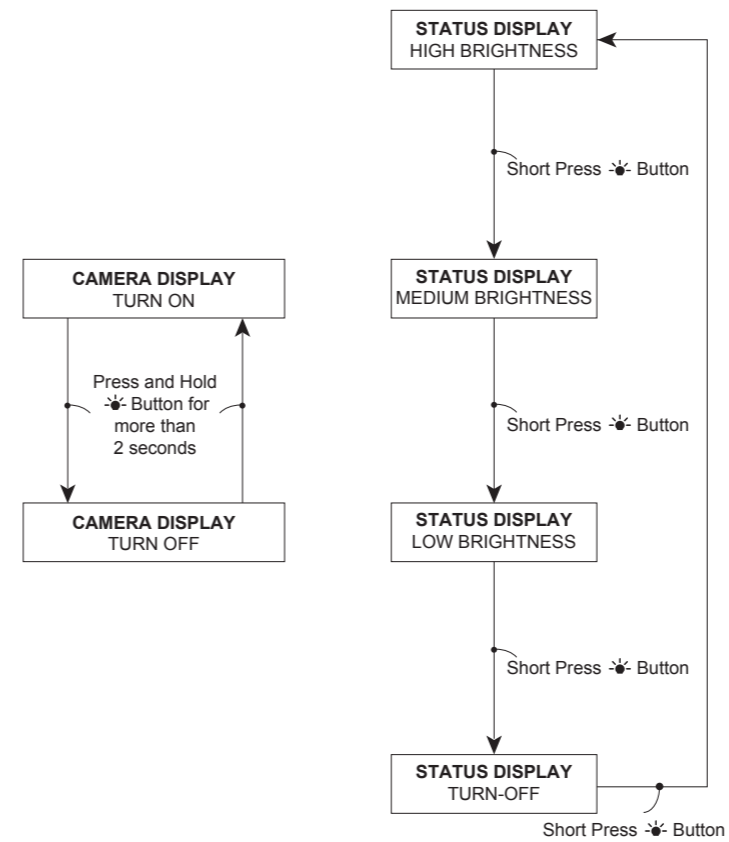 STATUS DISPLAY
HIGH BRIGHTNESS
Short Press Button
CAMERA DISPLAY
TURN ON
STATUS DISPLAY
MEDIUM BRIGHTNESS
Press and Hold
Button for
more than
2 seconds
Short Press Button
CAMERA DISPLAY
TURN OFF
STATUS DISPLAY
LOW BRIGHTNESS
Short Press Button
STATUS DISPLAY
TURN-OFF
Short Press Button